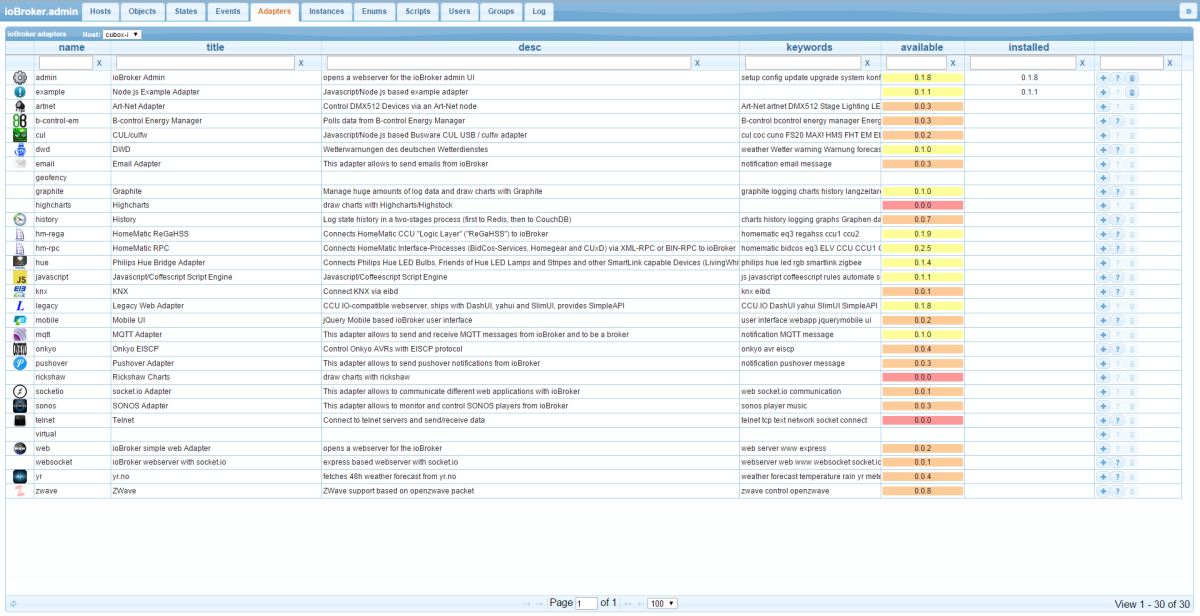 ioBroker.admin Hosts Objects States Events Adapters Instances Enums Scripts Users Groups Log
ioBroker adapters Host: cubox-i
name title desc keywords available installed
X X X X X X X
admin ioBroker Admin opens a webserver for the ioBroker admin UI setup config update upgrade system konf 0.1.8 0.1.8
example Node.js Example Adapter Javascript/Node.js based example adapter 0.1.1 0.1.1
artnet Art-Net Adapter Control DMX512 Devices via an Art-Net node Art-Net artnet DMX512 Stage Lighting LE 0.0.3
b-control-em B-control Energy Manager Polls data from B-control Energy Manager B-control bcontrol energy manager Energ 0.0.3
cul CUL/culfw Javascript/Node.js based Busware CUL USB / culfw adapter cul coc cuno FS20 MAX! HMS FHT EM El 0.0.2
dwd DWD Wetterwarnungen des deutschen Wetterdienstes weather Wetter warning Warnung forecas 0.1.0
email Email Adapter This adapter allows to send emails from ioBroker notification email message 0.0.3
geofency
graphite Graphite Manage huge amounts of log data and draw charts with Graphite graphite logging charts history langzeitar 0.1.0
highcharts Highcharts draw charts with Highcharts/Highstock 0.0.0
history History Log state history in a two-stages process (first to Redis, then to CouchDB) charts history logging graphs Graphen da 0.0.7
hm-rega HomeMatic ReGaHSS Connects HomeMatic CCU "Logic Layer" ("ReGaHSS") to ioBroker homematic eq3 regahss ccu1 ccu2 0.1.9
hm-rpc HomeMatic RPC Connects HomeMatic Interface-Processes (BidCos-Services, Homegear and CUxD) via XML-RPC or BIN-RPC to ioBroker homematic bidcos eq3 ELV CCU CCU1 0.2.5
hue Philips Hue Bridge Adapter Connects Philips Hue LED Bulbs, Friends of Hue LED Lamps and Stripes and other SmartLink capable Devices (LivingWhi philips hue led rgb smartlink zigbee 0.1.4
JS javascript Javascript/Coffescript Script Engine Javascript/Coffeescript Script Engine js javascript coffeescript rules automate s 0.1.1
knx KNX Connect KNX via eibd knx eibd 0.0.1
L legacy Legacy Web Adapter CCU.IO-compatible webserver, ships with DashUI, yahui and SlimUI, provides SimpleAPI CCU.IO DashUI yahui SlimUI SimpleAPI 0.1.8
mobile Mobile UI jQuery Mobile based ioBroker user interface user interface webapp jquerymobile ui 0.0.2
mqtt MQTT Adapter This adapter allows to send and receive MQTT messages from ioBroker and to be a broker notification MQTT message 0.1.0
ONKYO onkyo Onkyo EISCP Control Onkyo AVRs with EISCP protocol onkyo avr eiscp 0.0.4
pushover Pushover Adapter This adapter allows to send pushover notifications from ioBroker notification pushover message 0.0.3
rickshaw Rickshaw Charts draw charts with rickshaw 0.0.0
socketio socket.io Adapter This adapter allows to communicate different web applications with ioBroker web socket.io communication 0.0.1
sonos SONOS Adapter This adapter allows to monitor and control SONOS players from ioBroker sonos player music 0.0.3
telnet Telnet Connect to telnet servers and send/receive data telnet tcp text network socket connect 0.0.0
virtual
web ioBroker simple web Adapter opens a webserver for the ioBroker web server www express 0.0.2
websocket ioBroker webserver with socket.io express based webserver with socket.io webserver web www websocket socket.ic 0.0.1
yr yr.no fetches 48h weather forecast from yr.no weather forecast temperature rain yr mete 0.0.4
zwave ZWave ZWave support based on openzwave packet zwave control openzwave 0.0.8
Page 1 of 1 100 View 1 - 30 of 30